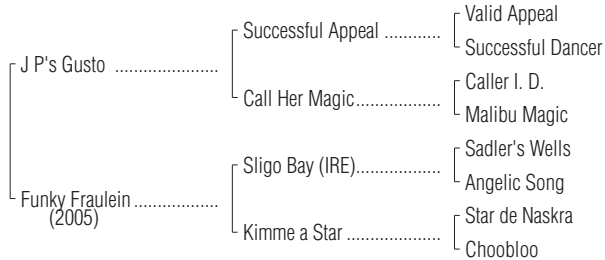 Valid Appeal
Successful Appeal ............
Successful Dancer
J P's Gusto .....................
Caller I. D.
Call Her Magic.................
Malibu Magic
Sadler's Wells
Sligo Bay (IRE).................
Angelic Song
Funky Fraulein .................
(2005)
Star de Naskra
Kimme a Star ...................
Choobloo